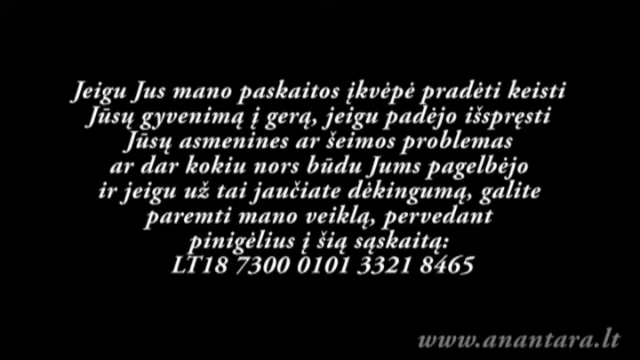 Jeigu Jus mano paskaitos įkvėpė pradėti keisti
Jūsų gyvenimą į gerą, jeigu padėjo išspręsti
Jūsų asmenines ar šeimos problemas
ar dar kokiu nors būdu Jums pagelbėjo
ir jeigu už tai jaučiate dėkingumą, galite
paremti mano veiklą, pervedant
pinigėlius į šią sąskaitą:
LT18 7300 0101 3321 8465
www.anantara.lt